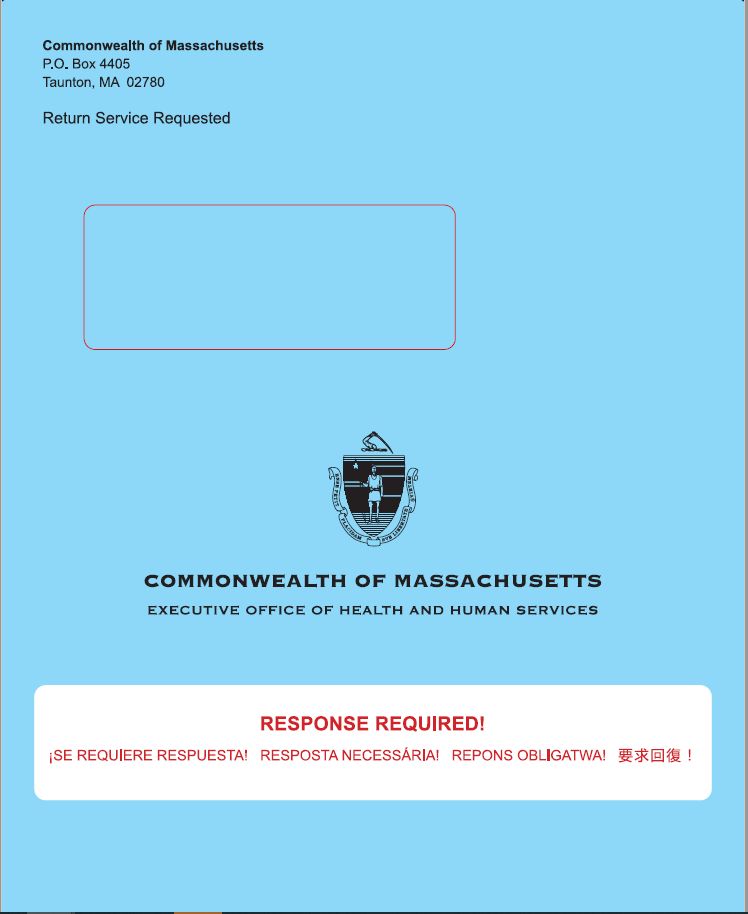 Commonwealth of Massachusetts
P.O. Box 4405
Taunton, MA 02780
Return Service Requested
COMMONWEALTH OF MASSACHUSETTS
EXECUTIVE OFFICE OF HEALTH AND HUMAN SERVICES
RESPONSE REQUIRED!
¡SE REQUIERE RESPUESTA! RESPOSTA NECESSÁRIA! REPONS OBLIGATWA! 要求回復！